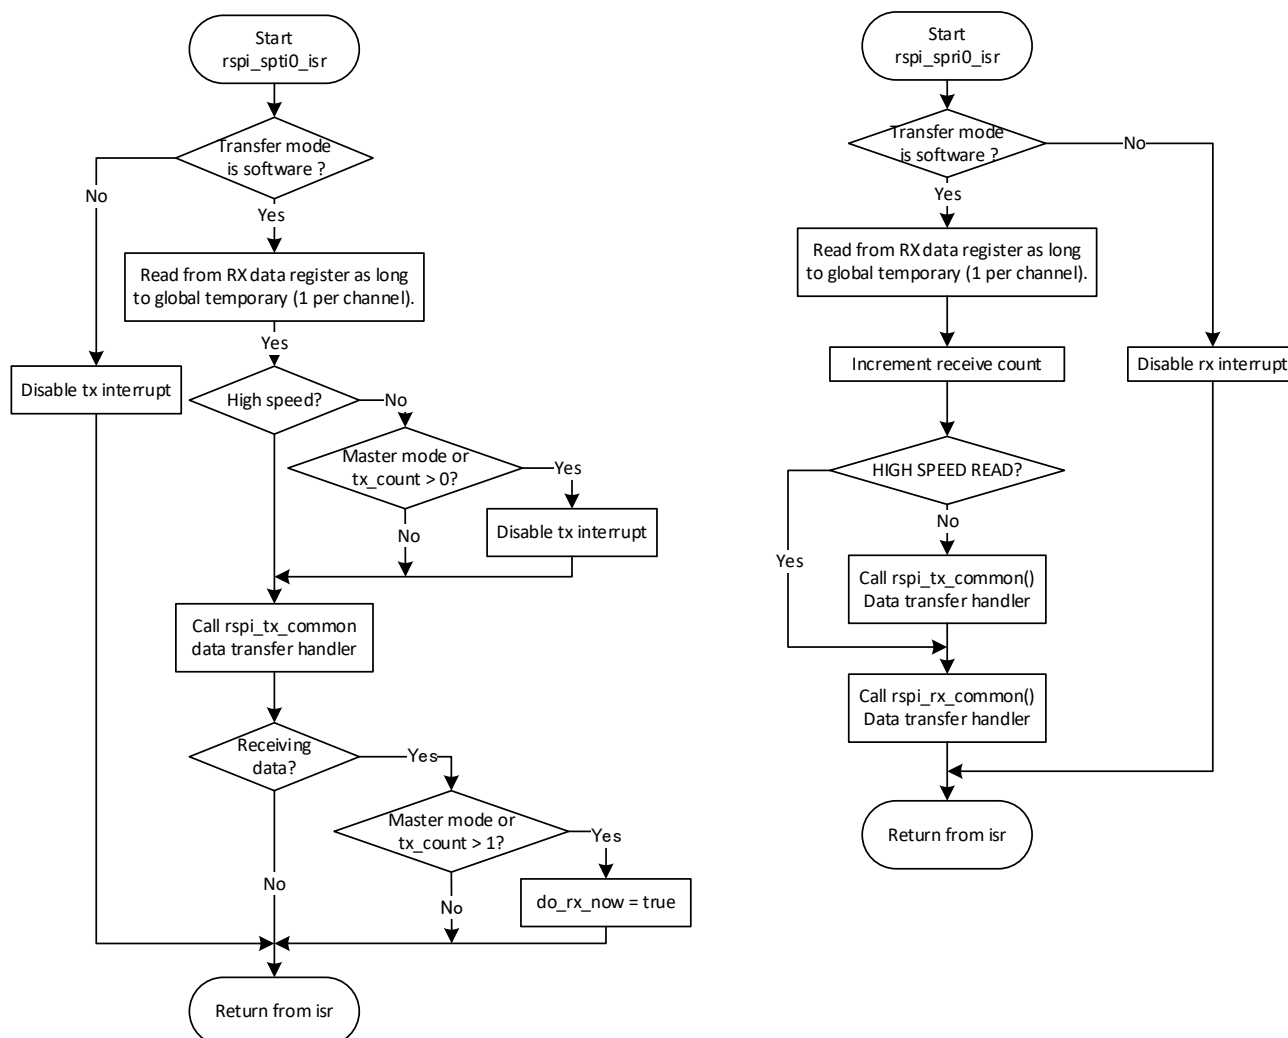 Start
rspi_spti0_isr
Transfer mode
is software ?
No
Yes
Read from RX data register as long
to global temporary (1 per channel).
Yes
Disable tx interrupt
High speed?
No
Master mode or
tx_count > 0?
Yes
No
Disable tx interrupt
Call rspi_tx_common
data transfer handler
Receiving
data?
Yes
Master mode or
tx_count > 1?
Yes
No
No
do_rx_now = true
Return from isr
Start
rspi_spri0_isr
Transfer mode
is software ?
No
Yes
Read from RX data register as long
to global temporary (1 per channel).
Increment receive count
Disable rx interrupt
HIGH SPEED READ?
No
Yes
Call rspi_tx_common()
Data transfer handler
Call rspi_rx_common()
Data transfer handler
Return from isr